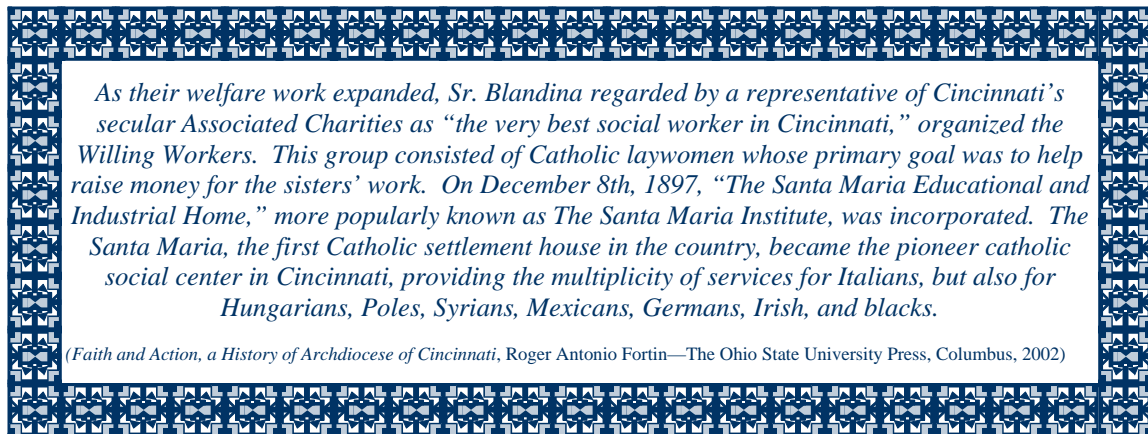 As their welfare work expanded, Sr. Blandina regarded by a representative of Cincinnati’s
secular Associated Charities as “the very best social worker in Cincinnati,” organized the
Willing Workers.  This group consisted of Catholic laywomen whose primary goal was to help
raise money for the sisters’ work.  On December 8th, 1897, “The Santa Maria Educational and
Industrial Home,” more popularly known as The Santa Maria Institute, was incorporated.  The
Santa Maria, the first Catholic settlement house in the country, became the pioneer catholic
social center in Cincinnati, providing the multiplicity of services for Italians, but also for
Hungarians, Poles, Syrians, Mexicans, Germans, Irish, and blacks.
(Faith and Action, a History of Archdiocese of Cincinnati, Roger Antonio Fortin—The Ohio State University Press, Columbus, 2002)